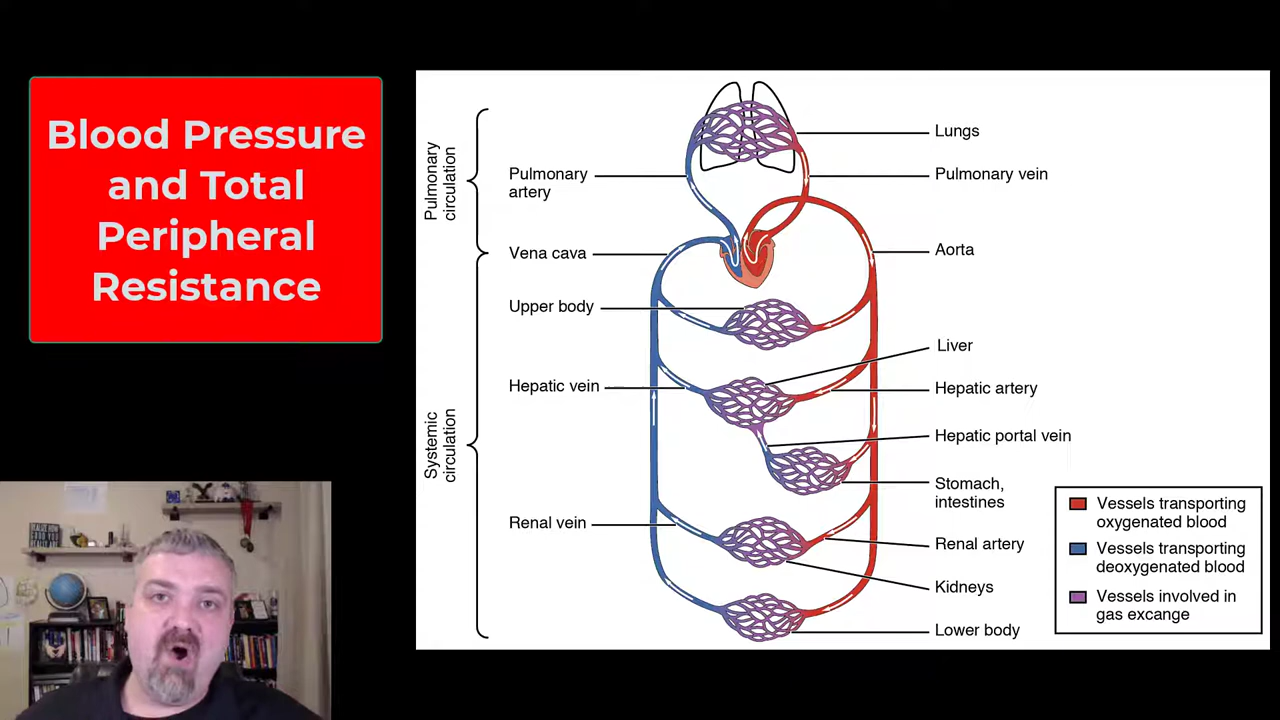 Blood Pressure
and Total
Peripheral
Resistance
Pulmonary
circulation
Systemic
circulation
Pulmonary
artery
Vena cava
Upper body
Hepatic vein
Renal vein
Lungs
Pulmonary vein
Aorta
Liver
Hepatic artery
Hepatic portal vein
Stomach,
intestines
Renal artery
Kidneys
Lower body
Vessels transporting
oxygenated blood
Vessels transporting
deoxygenated blood
Vessels involved in
gas excange